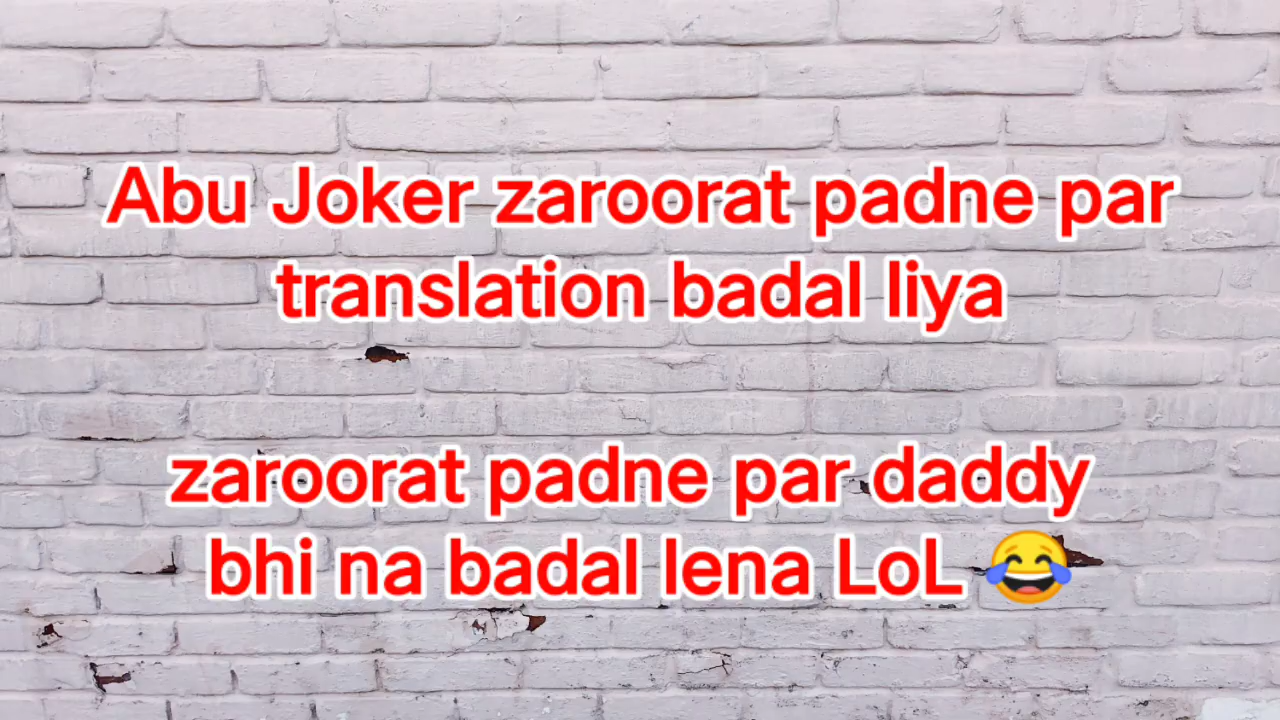 Abu Joker zaroorat padne par
translation badal liya
zaroorat padne par daddy
bhi na badal lena LoL 😂